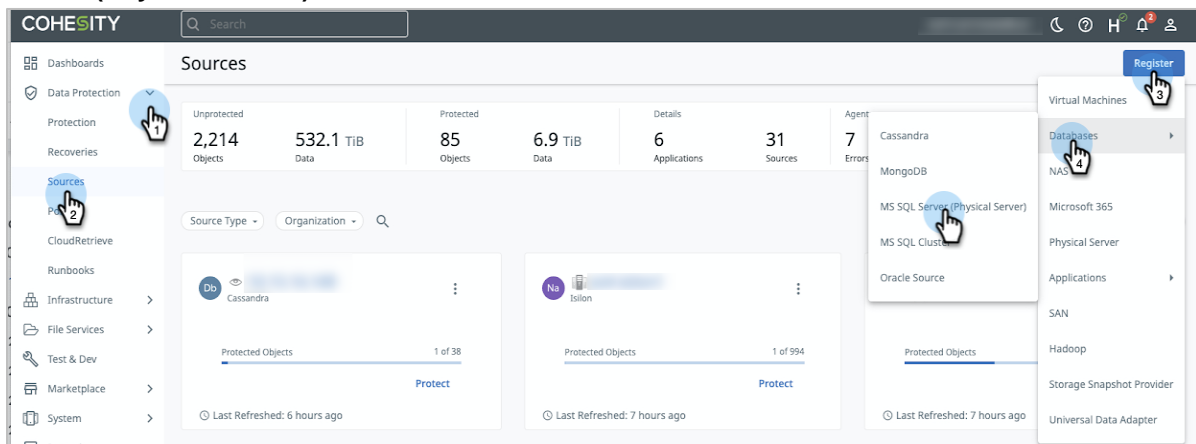 COHESITY
Search
H
2
Dashboards
Data Protection
Protection
Recoveries
Sources
CloudRetrieve
Runbooks
Infrastructure
File Services
Test & Dev
Marketplace
System
1
2
Sources
Register
3
Unprotected
2,214
Objects
532.1 TiB
Data
Protected
85
Objects
6.9 TiB
Data
Details
6
Applications
31
Sources
7
Errors
Source Type
Organization
Db
Cassandra
Protected Objects
1 of 38
Protect
Last Refreshed: 6 hours ago
Na
Isilon
Protected Objects
1 of 994
Protect
Last Refreshed: 7 hours ago
Protected Objects
Last Refreshed: 7 hours ago
Cassandra
MongoDB
MS SQL Server (Physical Server)
MS SQL Cluster
Oracle Source
Virtual Machines
Databases
4
NAS
Microsoft 365
Physical Server
Applications
SAN
Hadoop
Storage Snapshot Provider
Universal Data Adapter